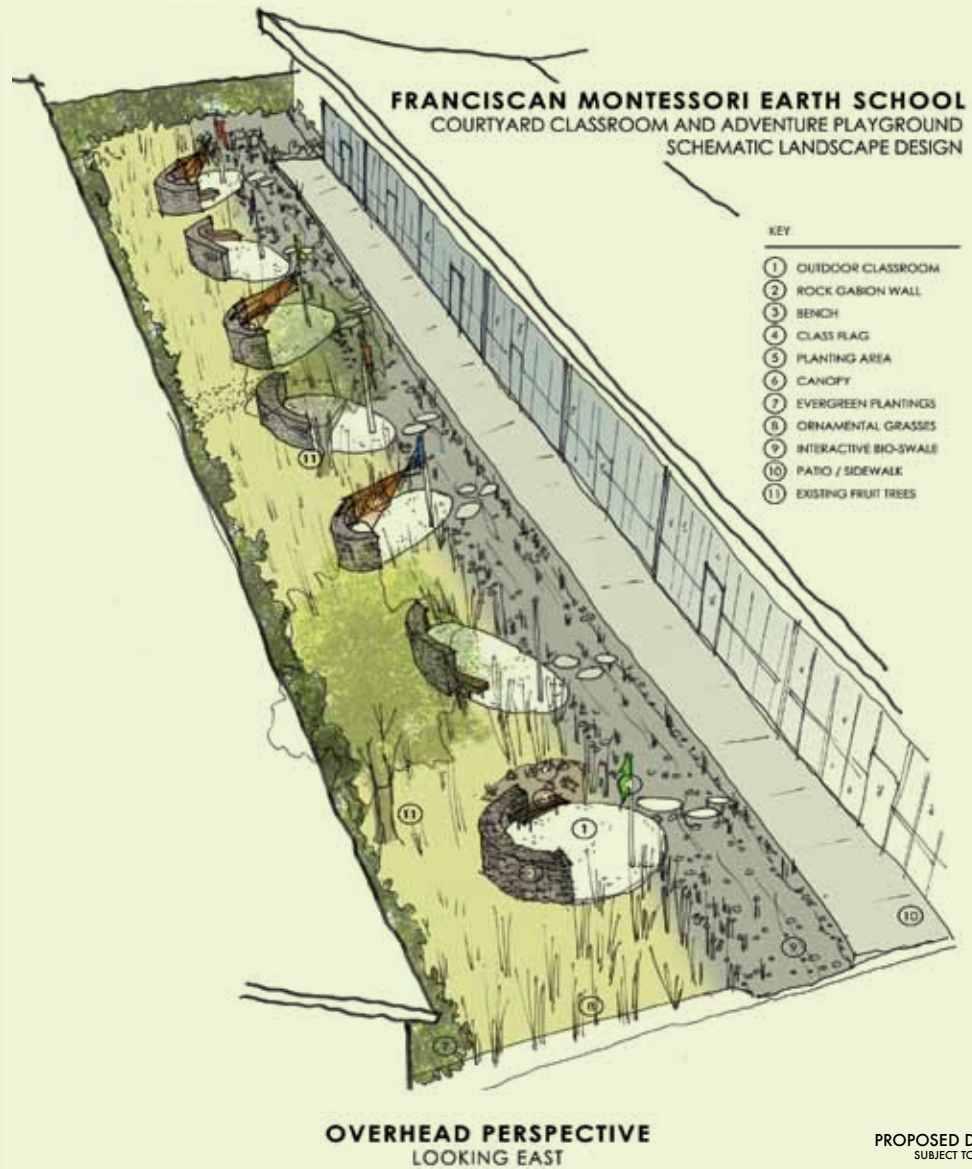 FRANCISCAN MONTESSORI EARTH SCHOOL
COURTYARD CLASSROOM AND ADVENTURE PLAYGROUND
SCHEMATIC LANDSCAPE DESIGN
KEY
1 OUTDOOR CLASSROOM
2 ROCK GABION WALL
3 BENCH
4 CLASS FLAG
5 PLANTING AREA
6 CANOPY
7 EVERGREEN PLANTINGS
8 ORNAMENTAL GRASSES
9 INTERACTIVE BIO-SWALE
10 PATIO / SIDEWALK
11 EXISTING FRUIT TREES
11
11
1
10
9
8
7
OVERHEAD PERSPECTIVE
LOOKING EAST
PROPOSED D
SUBJECT TO